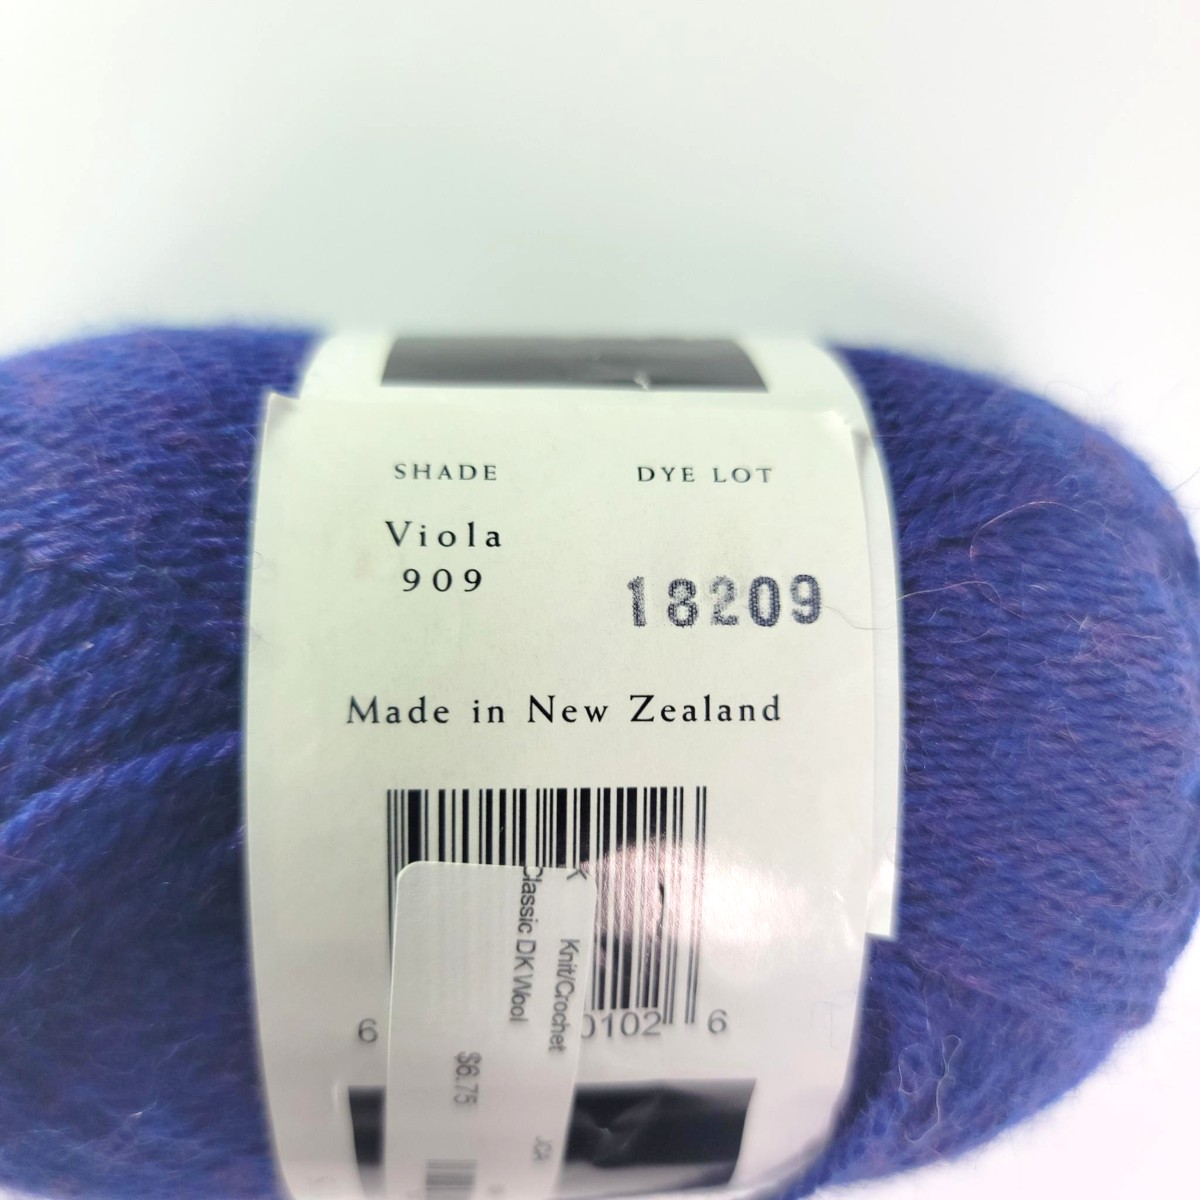 SHADE DYE LOT
Viola
909
18209
Made in New Zealand
Knit/Crochet
Classic DK Wool
$6.75
JCA
6 0102 6